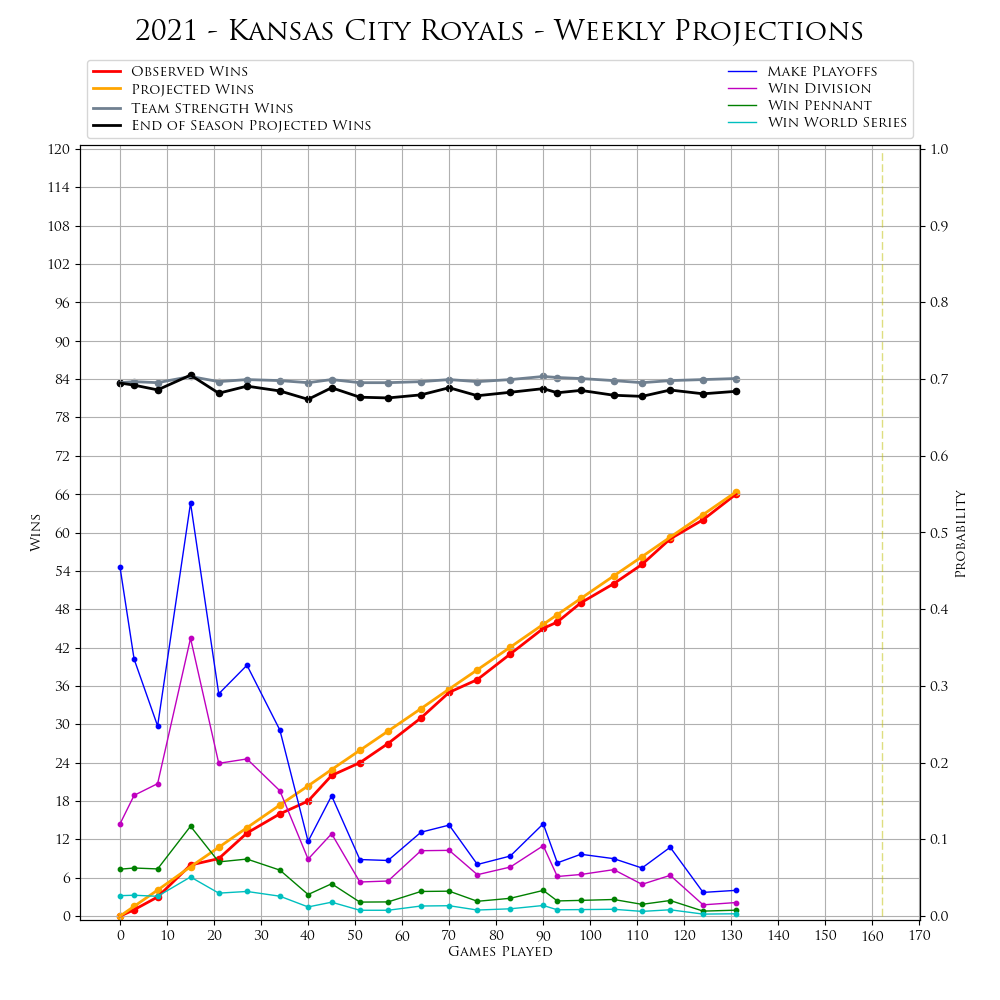 2021 - Kansas City Royals - Weekly Projections
Observed Wins
Projected Wins
Team Strength Wins
End of Season Projected Wins
Make Playoffs
Win Division
Win Pennant
Win World Series
120
114
108
102
96
90
84
78
72
66
60
54
48
42
36
30
24
18
12
6
0
Wins
1.0
0.9
0.8
0.7
0.6
0.5
0.4
0.3
0.2
0.1
0.0
Probability
0 10 20 30 40 50 60 70 80 90 100 110 120 130 140 150 160 170
Games Played